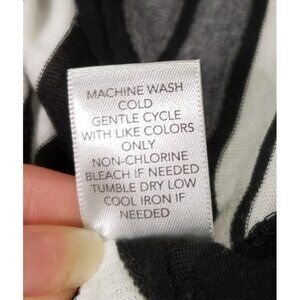 MACHINE WASH
COLD
GENTLE CYCLE
WITH LIKE COLORS
ONLY
NON-CHLORINE
BLEACH IF NEEDED
TUMBLE DRY LOW
COOL IRON IF
NEEDED